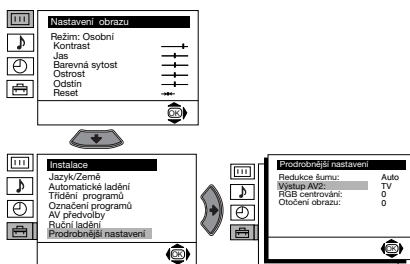 Nastavení obrazu
Režim: Osobní
Kontrast
Jas
Barevná sytost
Ostrost
Odstín
Reset
OK
Instalace
Jazyk/Země
Automatické ladění
Třídění programů
Označení programů
AV předvolby
Ruční ladění
Prodrobnější nastavení
OK
Prodrobnější nastavení
Redukce šumu: Auto
Výstup AV2: TV
RGB centrování: 0
Otočení obrazu: 0
OK